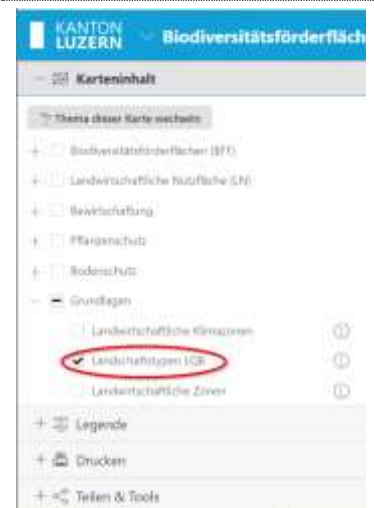 KANTON
LUZERN
Biodiversitätsförderfläch
Karteninhalt
Thema dieser Karte wechseln
Biodiversitätsförderflächen (BFF)
Landwirtschaftliche Nutzfläche (LN)
Bewirtschaftung
Pflanzenschutz
Bodenschutz
Grundlagen
Landwirtschaftliche Klimazonen
Landschaftstypen LQB
Landwirtschaftliche Zonen
Legende
Drucken
Teilen & Tools